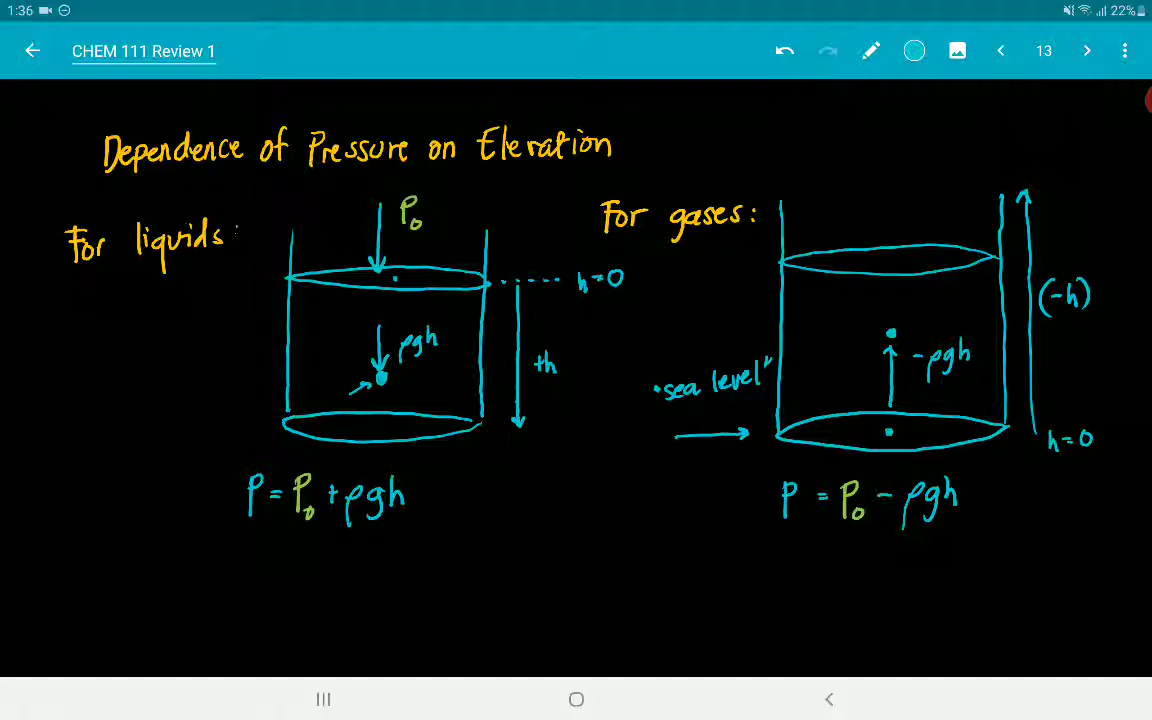 1:36
22%
CHEM 111 Review 1
13
Dependence of Pressure on Elevation
For liquids:
P₀
h=0
ρgh
+h
P = P₀ + ρgh
For gases:
(-h)
-ρgh
"sea level"
h=0
P = P₀ - ρgh